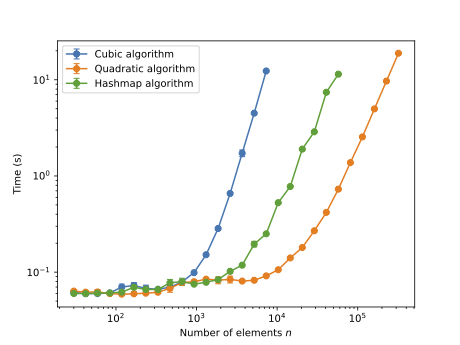 Cubic algorithm
Quadratic algorithm
Hashmap algorithm
Time (s)
10¹
10⁰
10⁻¹
10² 10³ 10⁴ 10⁵
Number of elements n